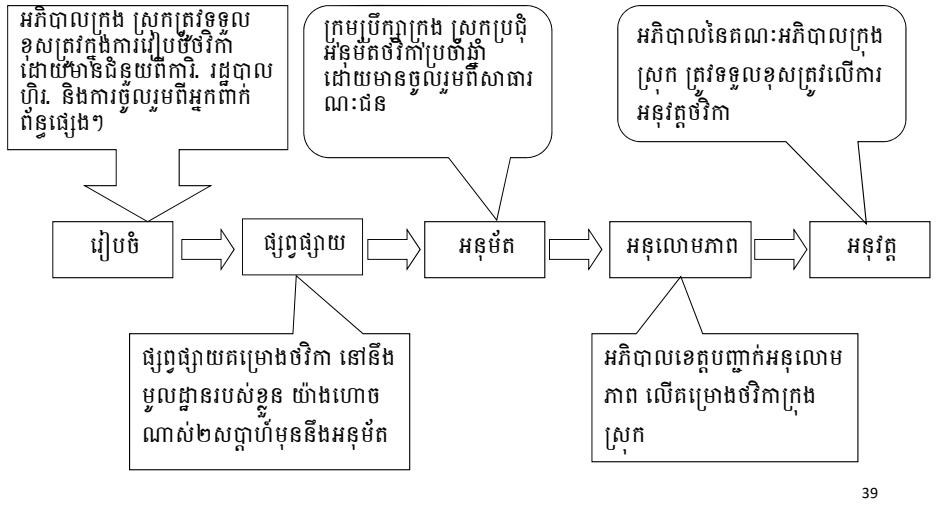 អភិបាលក្រុង ស្រុកត្រូវទទួល
ខុសត្រូវក្នុងការរៀបចំថវិកា
ដោយមានជំនួយពីការិ. រដ្ឋបាល
ហិរ. និងការចូលរួមពីអ្នកពាក់
ព័ន្ធផ្សេងៗ
ក្រមប្រឹក្សាក្រុង ស្រុកប្រជុំ
អនុម័តថវិកាប្រចាំឆ្នាំ
ដោយមានចូលរួមពីសាធារ
ណៈជន
អភិបាលនៃគណៈអភិបាលក្រុង
ស្រុក ត្រូវទទួលខុសត្រូវលើការ
អនុវត្តថវិកា
រៀបចំ
ផ្សព្វផ្សាយ
អនុម័ត
អនុលោមភាព
អនុវត្ត
ផ្សព្វផ្សាយគម្រោងថវិកា នៅនឹង
មូលដ្ឋានរបស់ខ្លួន យ៉ាងហោច
ណាស់២សប្តាហ៍មុននឹងអនុម័ត
អភិបាលខេត្តបញ្ជាក់អនុលោម
ភាព លើគម្រោងថវិកាក្រុង
ស្រុក
39